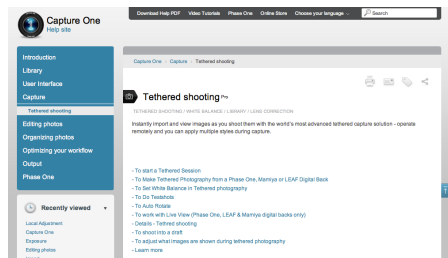 Capture One
Help site
Download Help PDF Video Tutorials Phase One Online Store Choose your language
Search
Introduction
Library
User Interface
Capture
Tethered shooting
Editing photos
Organizing photos
Optimizing your workflow
Output
Phase One
Recently viewed
Local Adjustment
Capture One
Exposure
Editing photos
Capture One Capture Tethered shooting
Tethered shooting Pro
TETHERED SHOOTING / WHITE BALANCE / LIBRARY / LENS CORRECTION
Instantly import and view images as you shoot them with the world's most advanced tethered capture solution - operate
remotely and you can apply multiple styles during capture.
- To start a Tethered Session
- To Make Tethered Photography from a Phase One, Mamiya or LEAF Digital Back
- To Set White Balance in Tethered photography
- To Do Testshots
- To Auto Rotate
- To work with Live View (Phase One, LEAF & Mamiya digital backs only)
- Details - Tethred shooting
- To shoot into a draft
- To adjust what images are shown during tethered photography
- Learn more